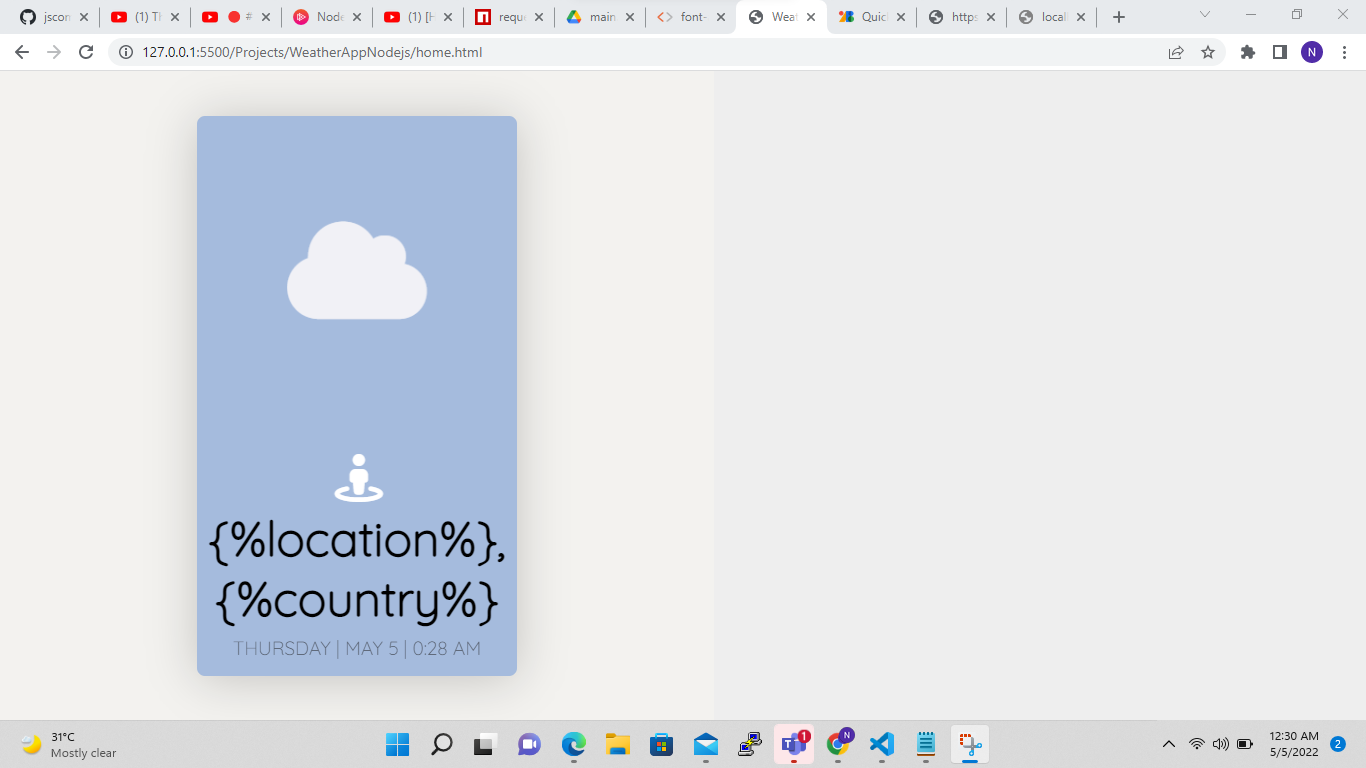 jscom
(1) Th
#
Node
(1) [H
reque
main
font-
Weat
Quick
https
local
127.0.0.1:5500/Projects/WeatherAppNodejs/home.html
N
{%location%},
{%country%}
THURSDAY | MAY 5 | 0:28 AM
31°C
Mostly clear
1
N
12:30 AM
5/5/2022
2